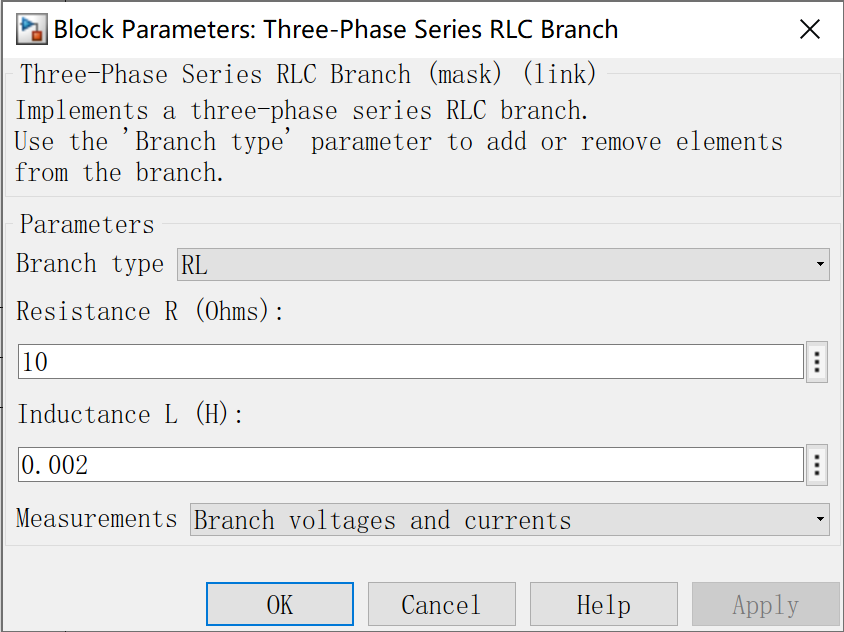 Block Parameters: Three-Phase Series RLC Branch
Three-Phase Series RLC Branch (mask) (link)
Implements a three-phase series RLC branch.
Use the 'Branch type' parameter to add or remove elements
from the branch.
Parameters
Branch type RL
Resistance R (Ohms):
10
Inductance L (H):
0.002
Measurements Branch voltages and currents
OK Cancel Help Apply